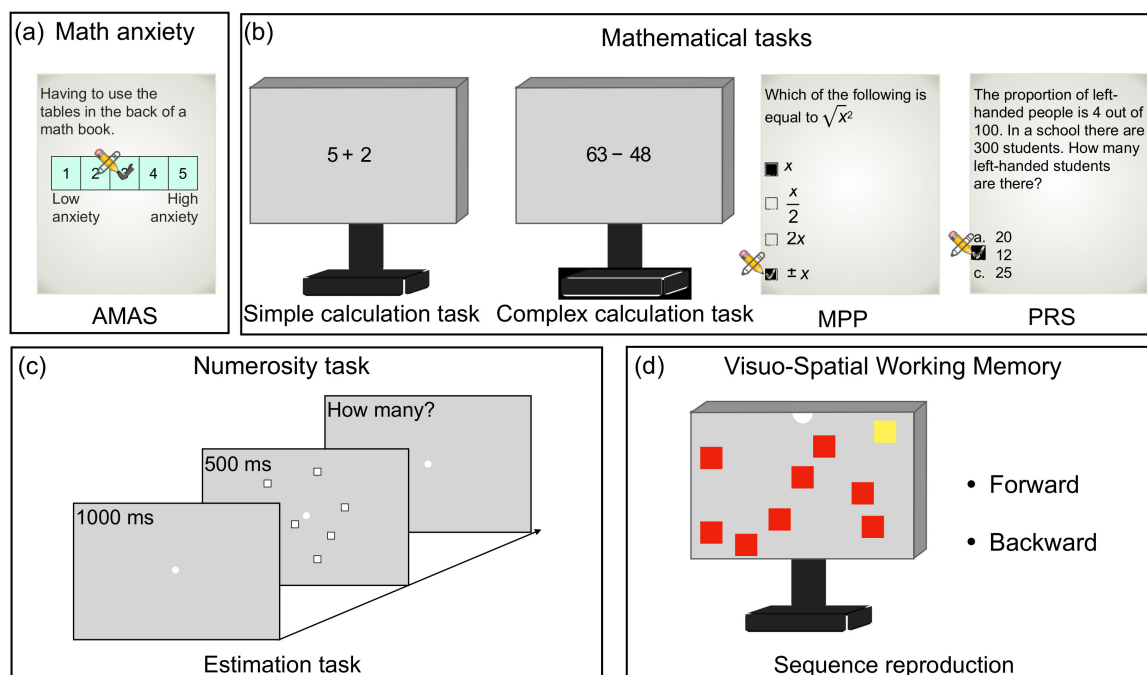 (a) Math anxiety
Having to use the
tables in the back of a
math book.
1 2 3 4 5
Low High
anxiety anxiety
AMAS
(b) Mathematical tasks
5 + 2
Simple calculation task
63 − 48
Complex calculation task
Which of the following is
equal to √x²
x
x/2
2x
± x
MPP
The proportion of left-
handed people is 4 out of
100. In a school there are
300 students. How many
left-handed students
are there?
a. 20
12
c. 25
PRS
(c) Numerosity task
1000 ms
500 ms
How many?
Estimation task
(d) Visuo-Spatial Working Memory
• Forward
• Backward
Sequence reproduction